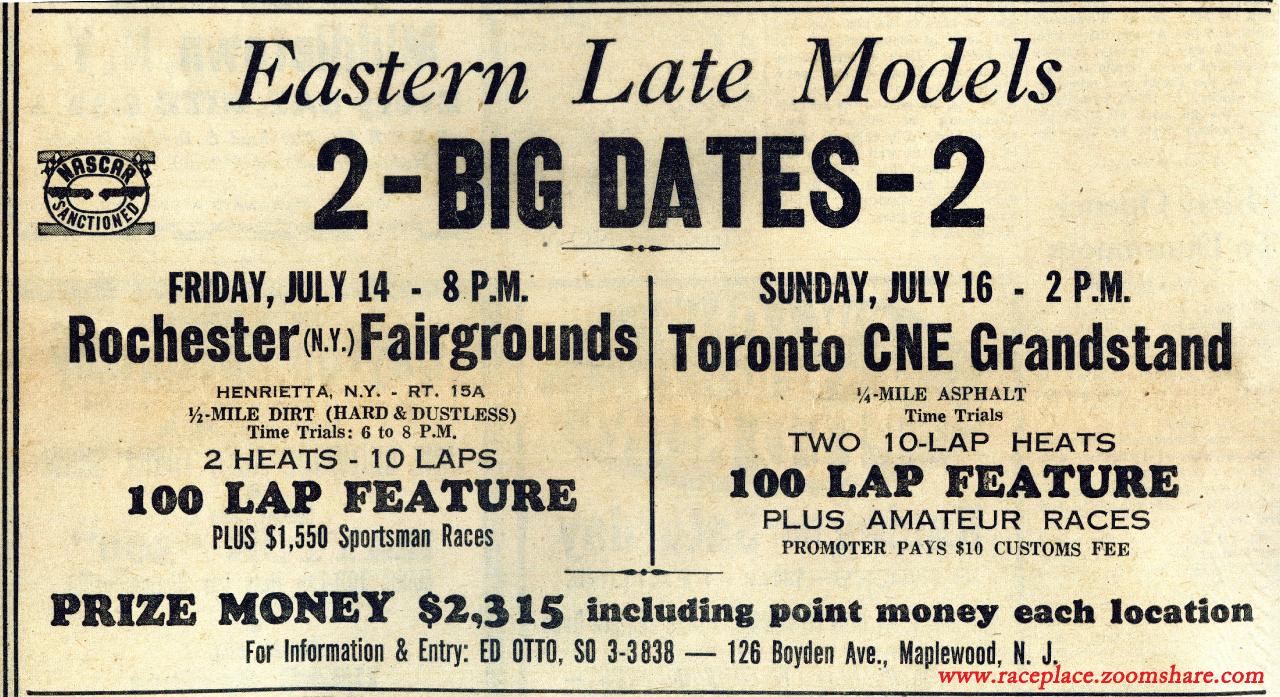 Eastern Late Models
NASCAR
SANCTIONED
2 - BIG DATES - 2
FRIDAY, JULY 14 - 8 P.M.
Rochester (N.Y.) Fairgrounds
HENRIETTA, N.Y. - RT. 15A
½-MILE DIRT (HARD & DUSTLESS)
Time Trials: 6 to 8 P.M.
2 HEATS - 10 LAPS
100 LAP FEATURE
PLUS $1,550 Sportsman Races
SUNDAY, JULY 16 - 2 P.M.
Toronto CNE Grandstand
¼-MILE ASPHALT
Time Trials
TWO 10-LAP HEATS
100 LAP FEATURE
PLUS AMATEUR RACES
PROMOTER PAYS $10 CUSTOMS FEE
PRIZE MONEY $2,315 including point money each location
For Information & Entry: ED OTTO, SO 3-3838 — 126 Boyden Ave., Maplewood, N. J.
www.raceplace.zoomshare.com